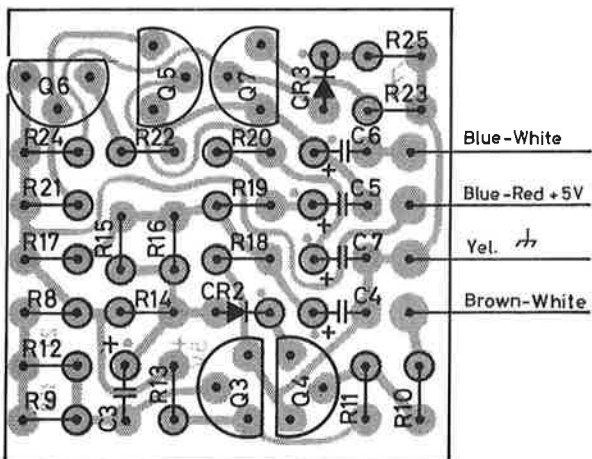 R25
Q6 Q5 Q7 CR3 R23
R24 R22 R20 C6 + Blue-White
R21 R19 C5 + Blue-Red +5V
R17 R15 R16 R18 C7 + Yel.
R8 R14 CR2 C4 + Brown-White
R12 + R13 Q3 Q4 R11 R10
R9 C3